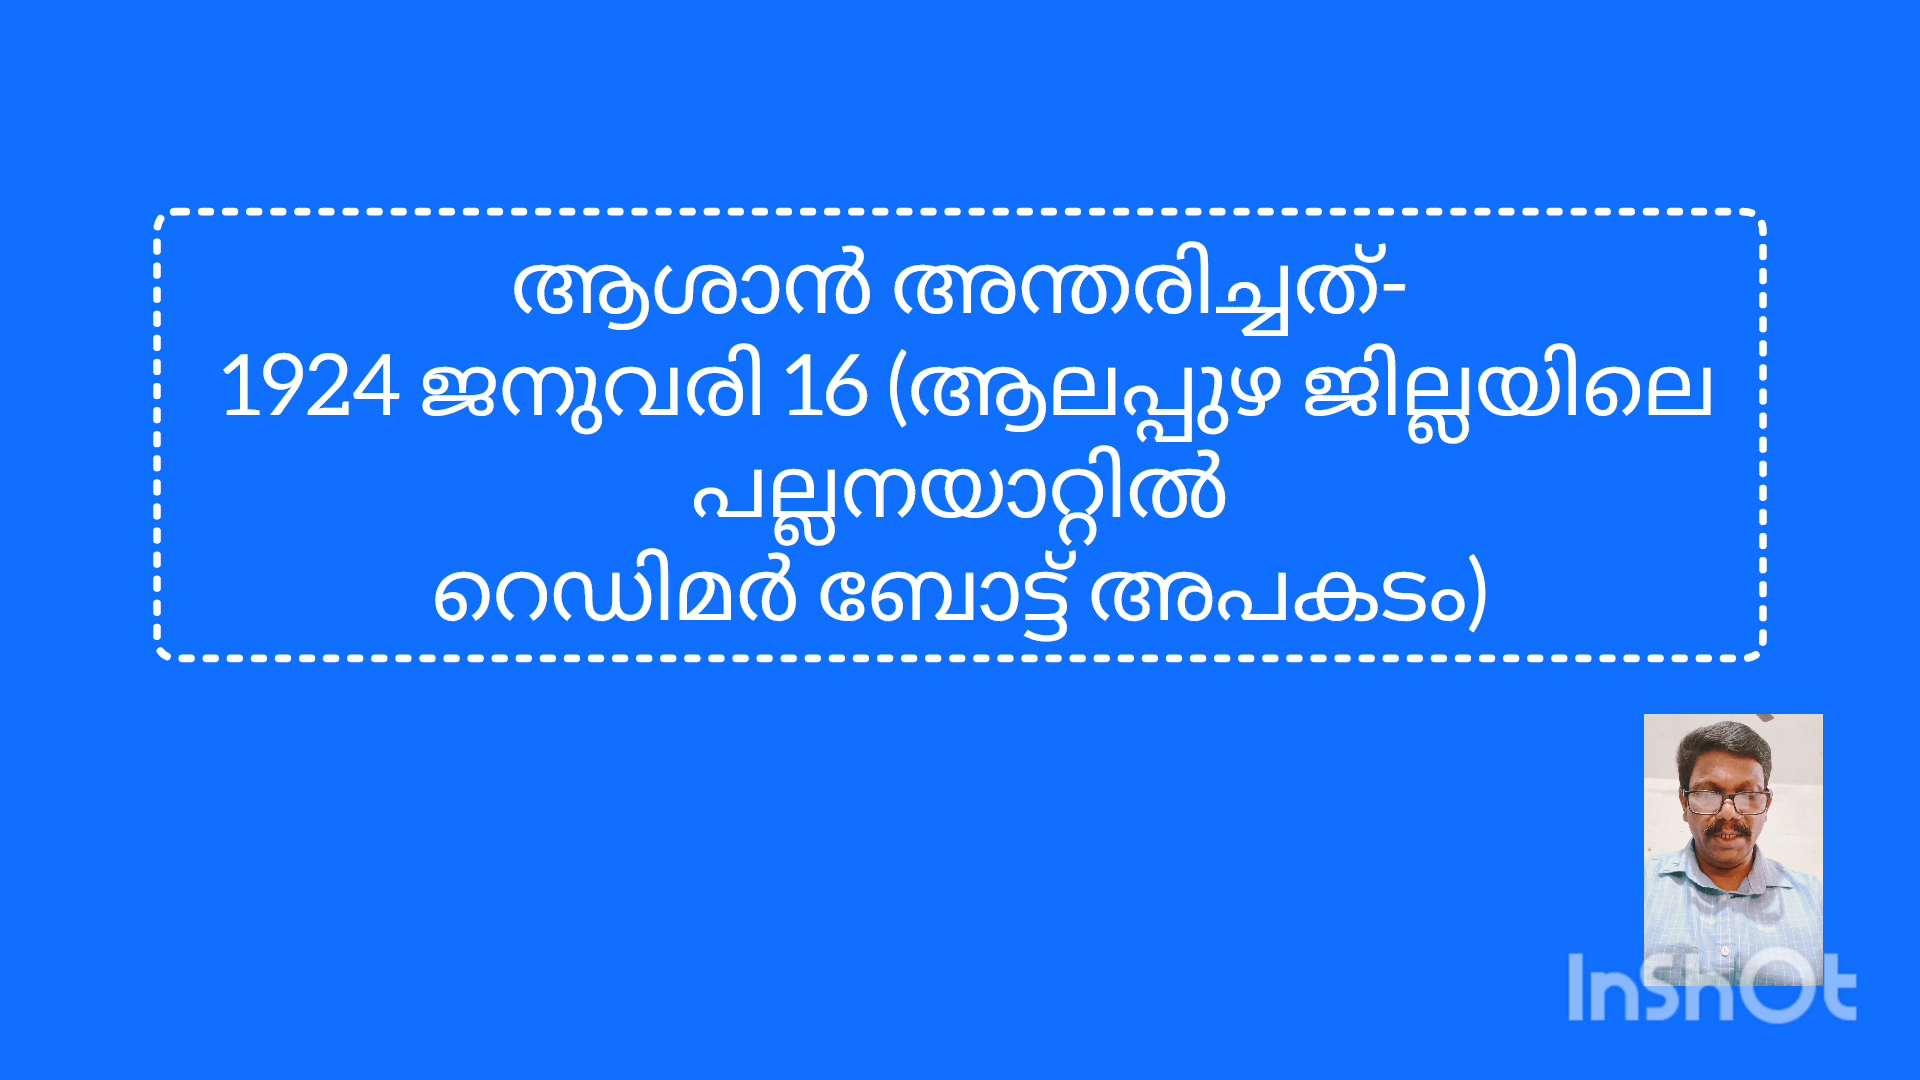 ആശാൻ അന്തരിച്ചത്-
1924 ജനുവരി 16 (ആലപ്പുഴ ജില്ലയിലെ
പല്ലനയാറ്റിൽ
റെഡിമർ ബോട്ട് അപകടം)
InShOt